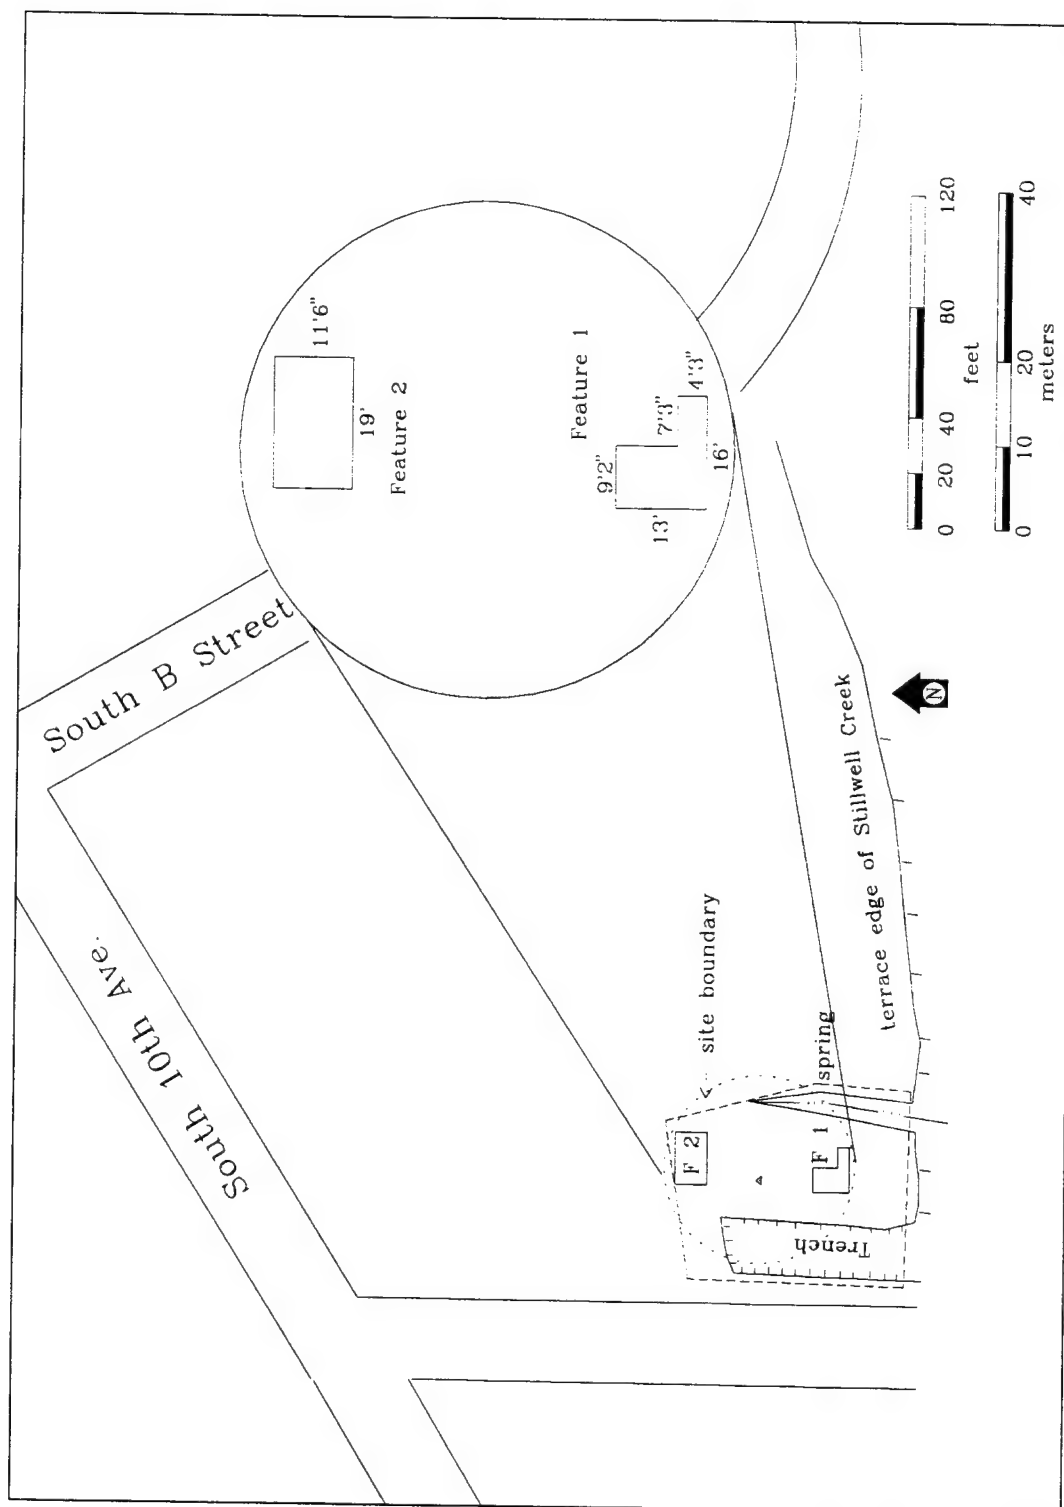 South 10th Ave.
South B Street
11'6"
19'
Feature 2
Feature 1
9'2"
7'3"
4'3"
13'
16'
site boundary
F 2
F 1
spring
Trench
terrace edge of Stillwell Creek
N
0 20 40 80 120
feet
0 10 20 40
meters